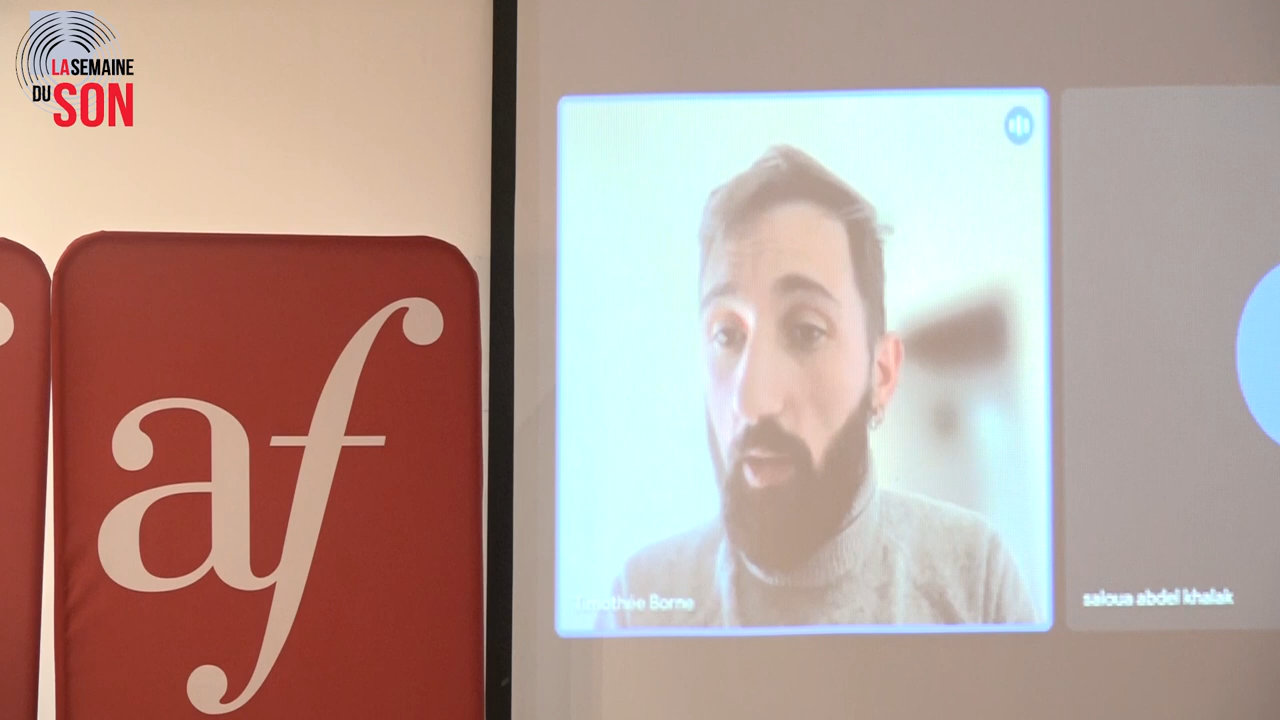 LA SEMAINE
DU SON
af
Timothée Borne
saloua abdel khalak